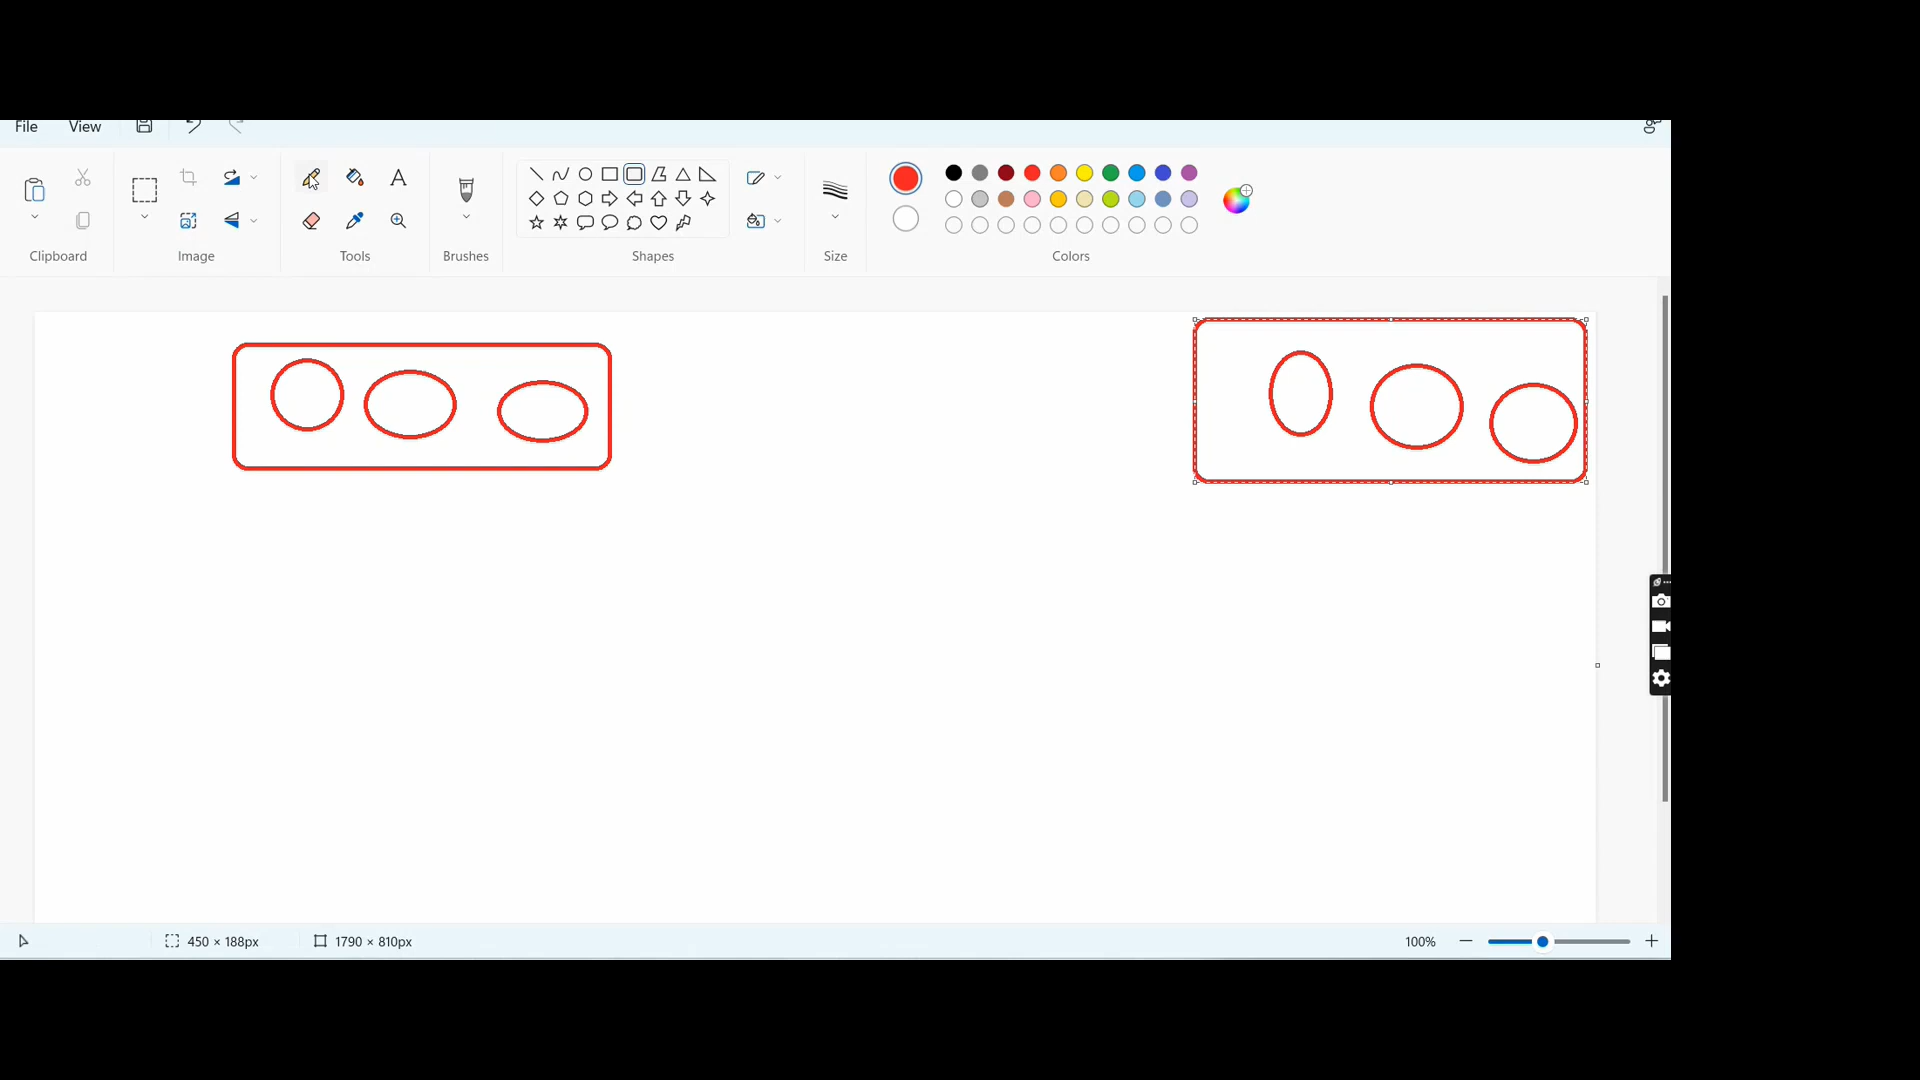 File View
Clipboard Image Tools Brushes Shapes Size Colors
450 × 188px 1790 × 810px 100%